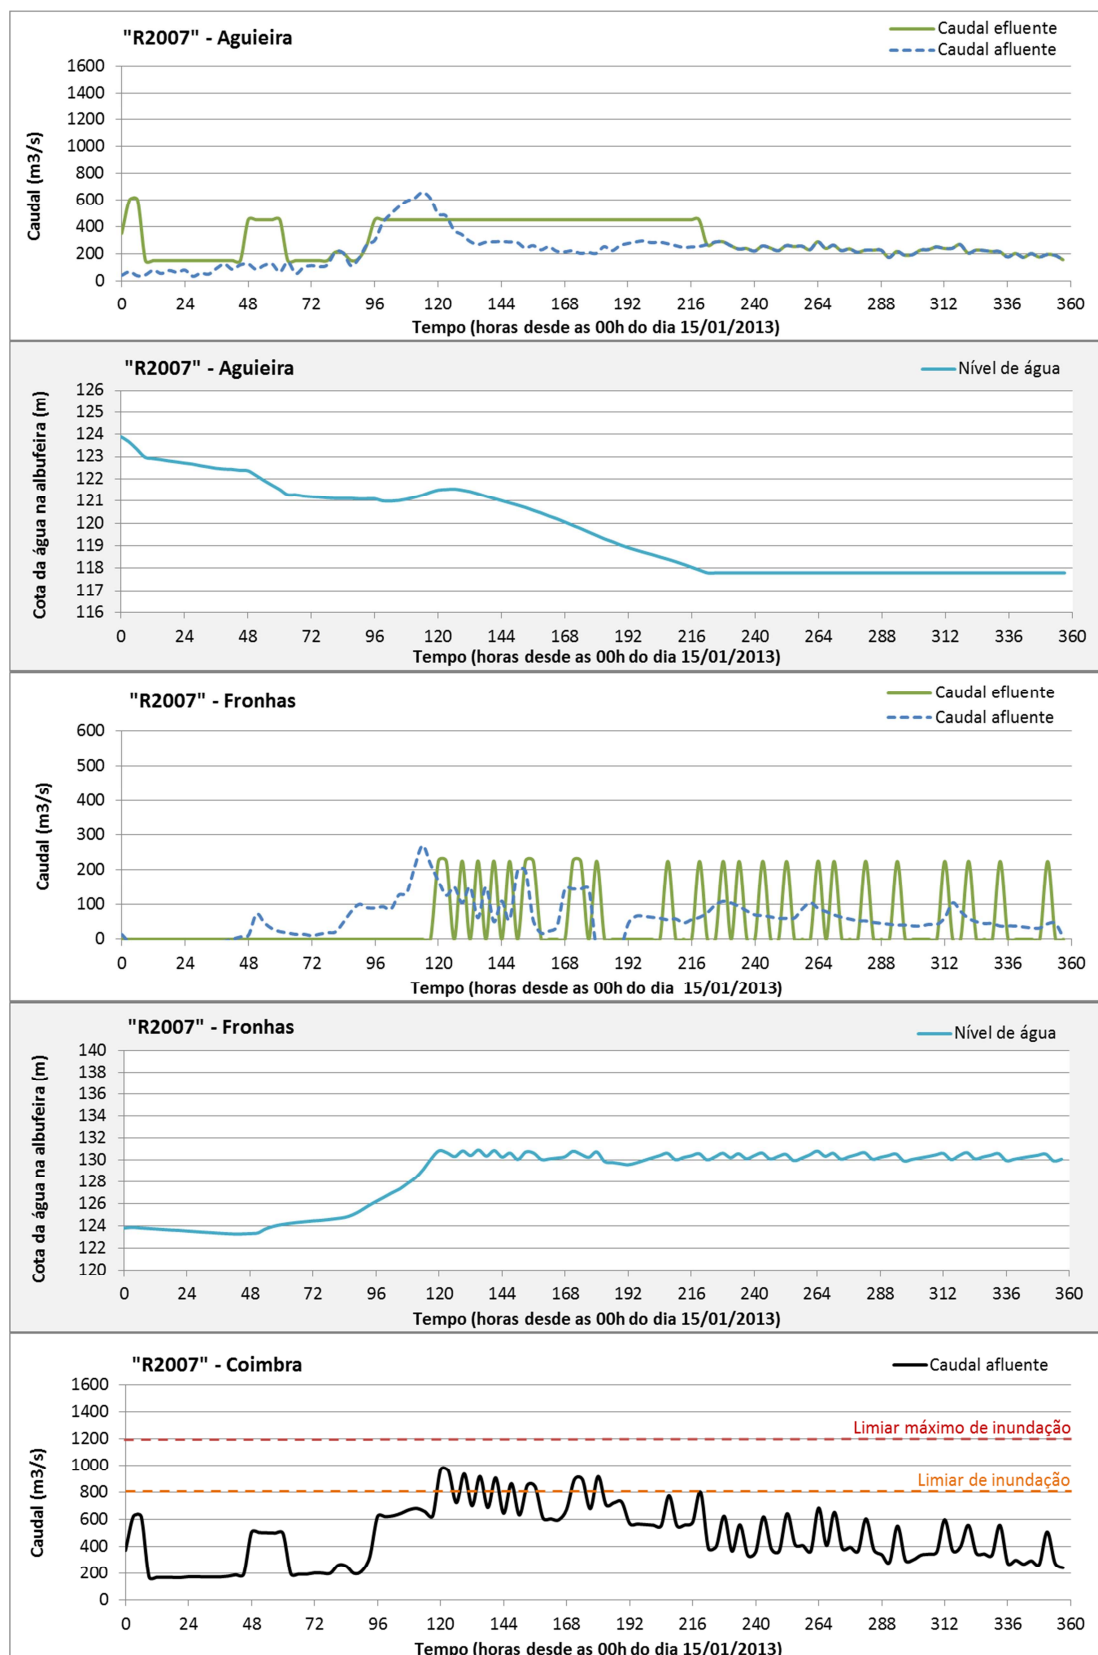 "R2007" - Aguieira
Caudal efluente
Caudal afluente
1600
1400
1200
1000
800
600
400
200
0
Caudal (m3/s)
0 24 48 72 96 120 144 168 192 216 240 264 288 312 336 360
Tempo (horas desde as 00h do dia 15/01/2013)
"R2007" - Aguieira
Nível de água
126
125
124
123
122
121
120
119
118
117
116
Cota da água na albufeira (m)
0 24 48 72 96 120 144 168 192 216 240 264 288 312 336 360
Tempo (horas desde as 00h do dia 15/01/2013)
"R2007" - Fronhas
Caudal efluente
Caudal afluente
600
500
400
300
200
100
0
Caudal (m3/s)
0 24 48 72 96 120 144 168 192 216 240 264 288 312 336 360
Tempo (horas desde as 00h do dia 15/01/2013)
"R2007" - Fronhas
Nível de água
140
138
136
134
132
130
128
126
124
122
120
Cota da água na albufeira (m)
0 24 48 72 96 120 144 168 192 216 240 264 288 312 336 360
Tempo (horas desde as 00h do dia 15/01/2013)
"R2007" - Coimbra
Caudal afluente
1600
1400
1200
1000
800
600
400
200
0
Caudal (m3/s)
Limiar máximo de inundação
Limiar de inundação
0 24 48 72 96 120 144 168 192 216 240 264 288 312 336 360
Tempo (horas desde as 00h do dia 15/01/2013)